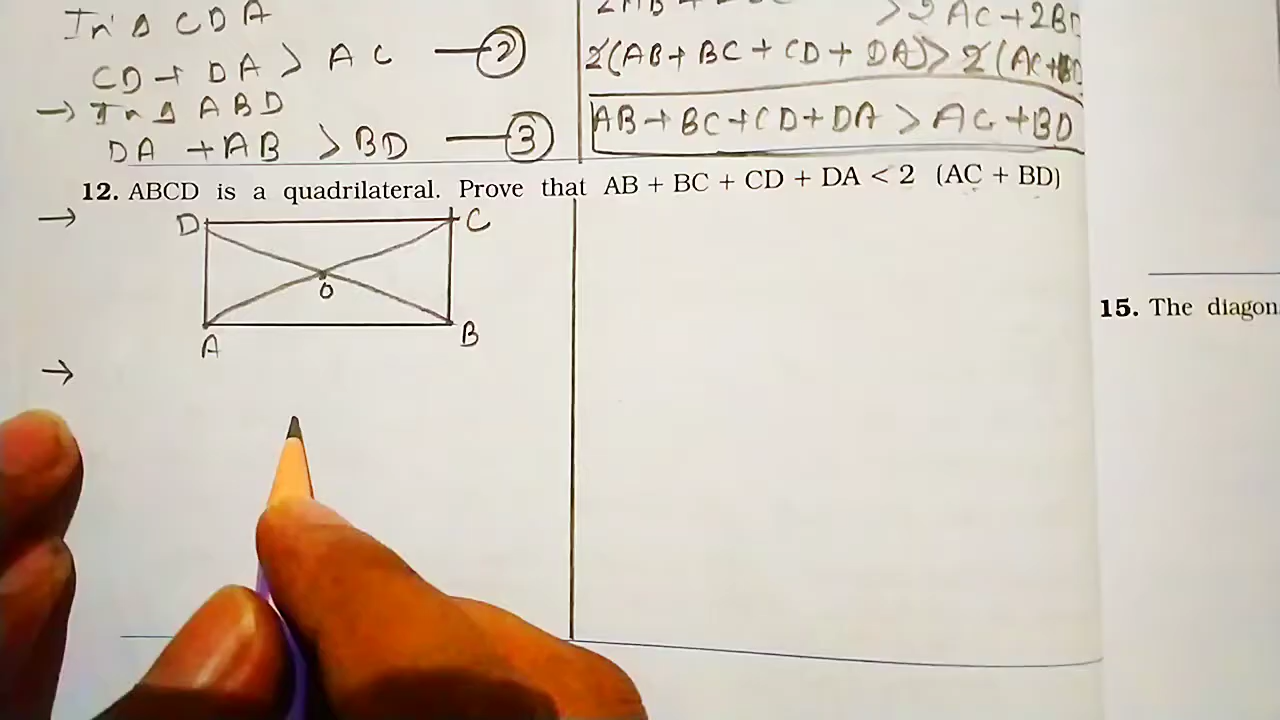 In Δ CDA
CD + DA > AC — ②
→ In Δ ABD
DA + AB > BD — ③
> 2AC + 2BD
2(AB + BC + CD + DA) > 2(AC + BD
AB + BC + CD + DA > AC + BD
12. ABCD is a quadrilateral. Prove that AB + BC + CD + DA < 2 (AC + BD)
→
D C
O
A B
→
15. The diagon